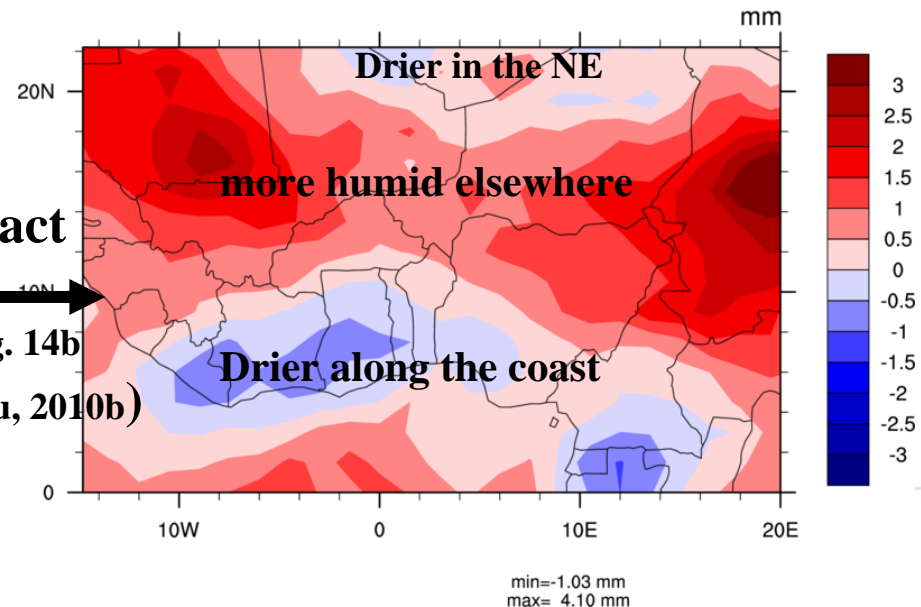 mm
Drier in the NE
20N
more humid elsewhere
act
10N
g. 14b
u, 2010b)
Drier along the coast
0
10W
0
10E
20E
3
2.5
2
1.5
1
0.5
0
-0.5
-1
-1.5
-2
-2.5
-3
min=-1.03 mm
max= 4.10 mm